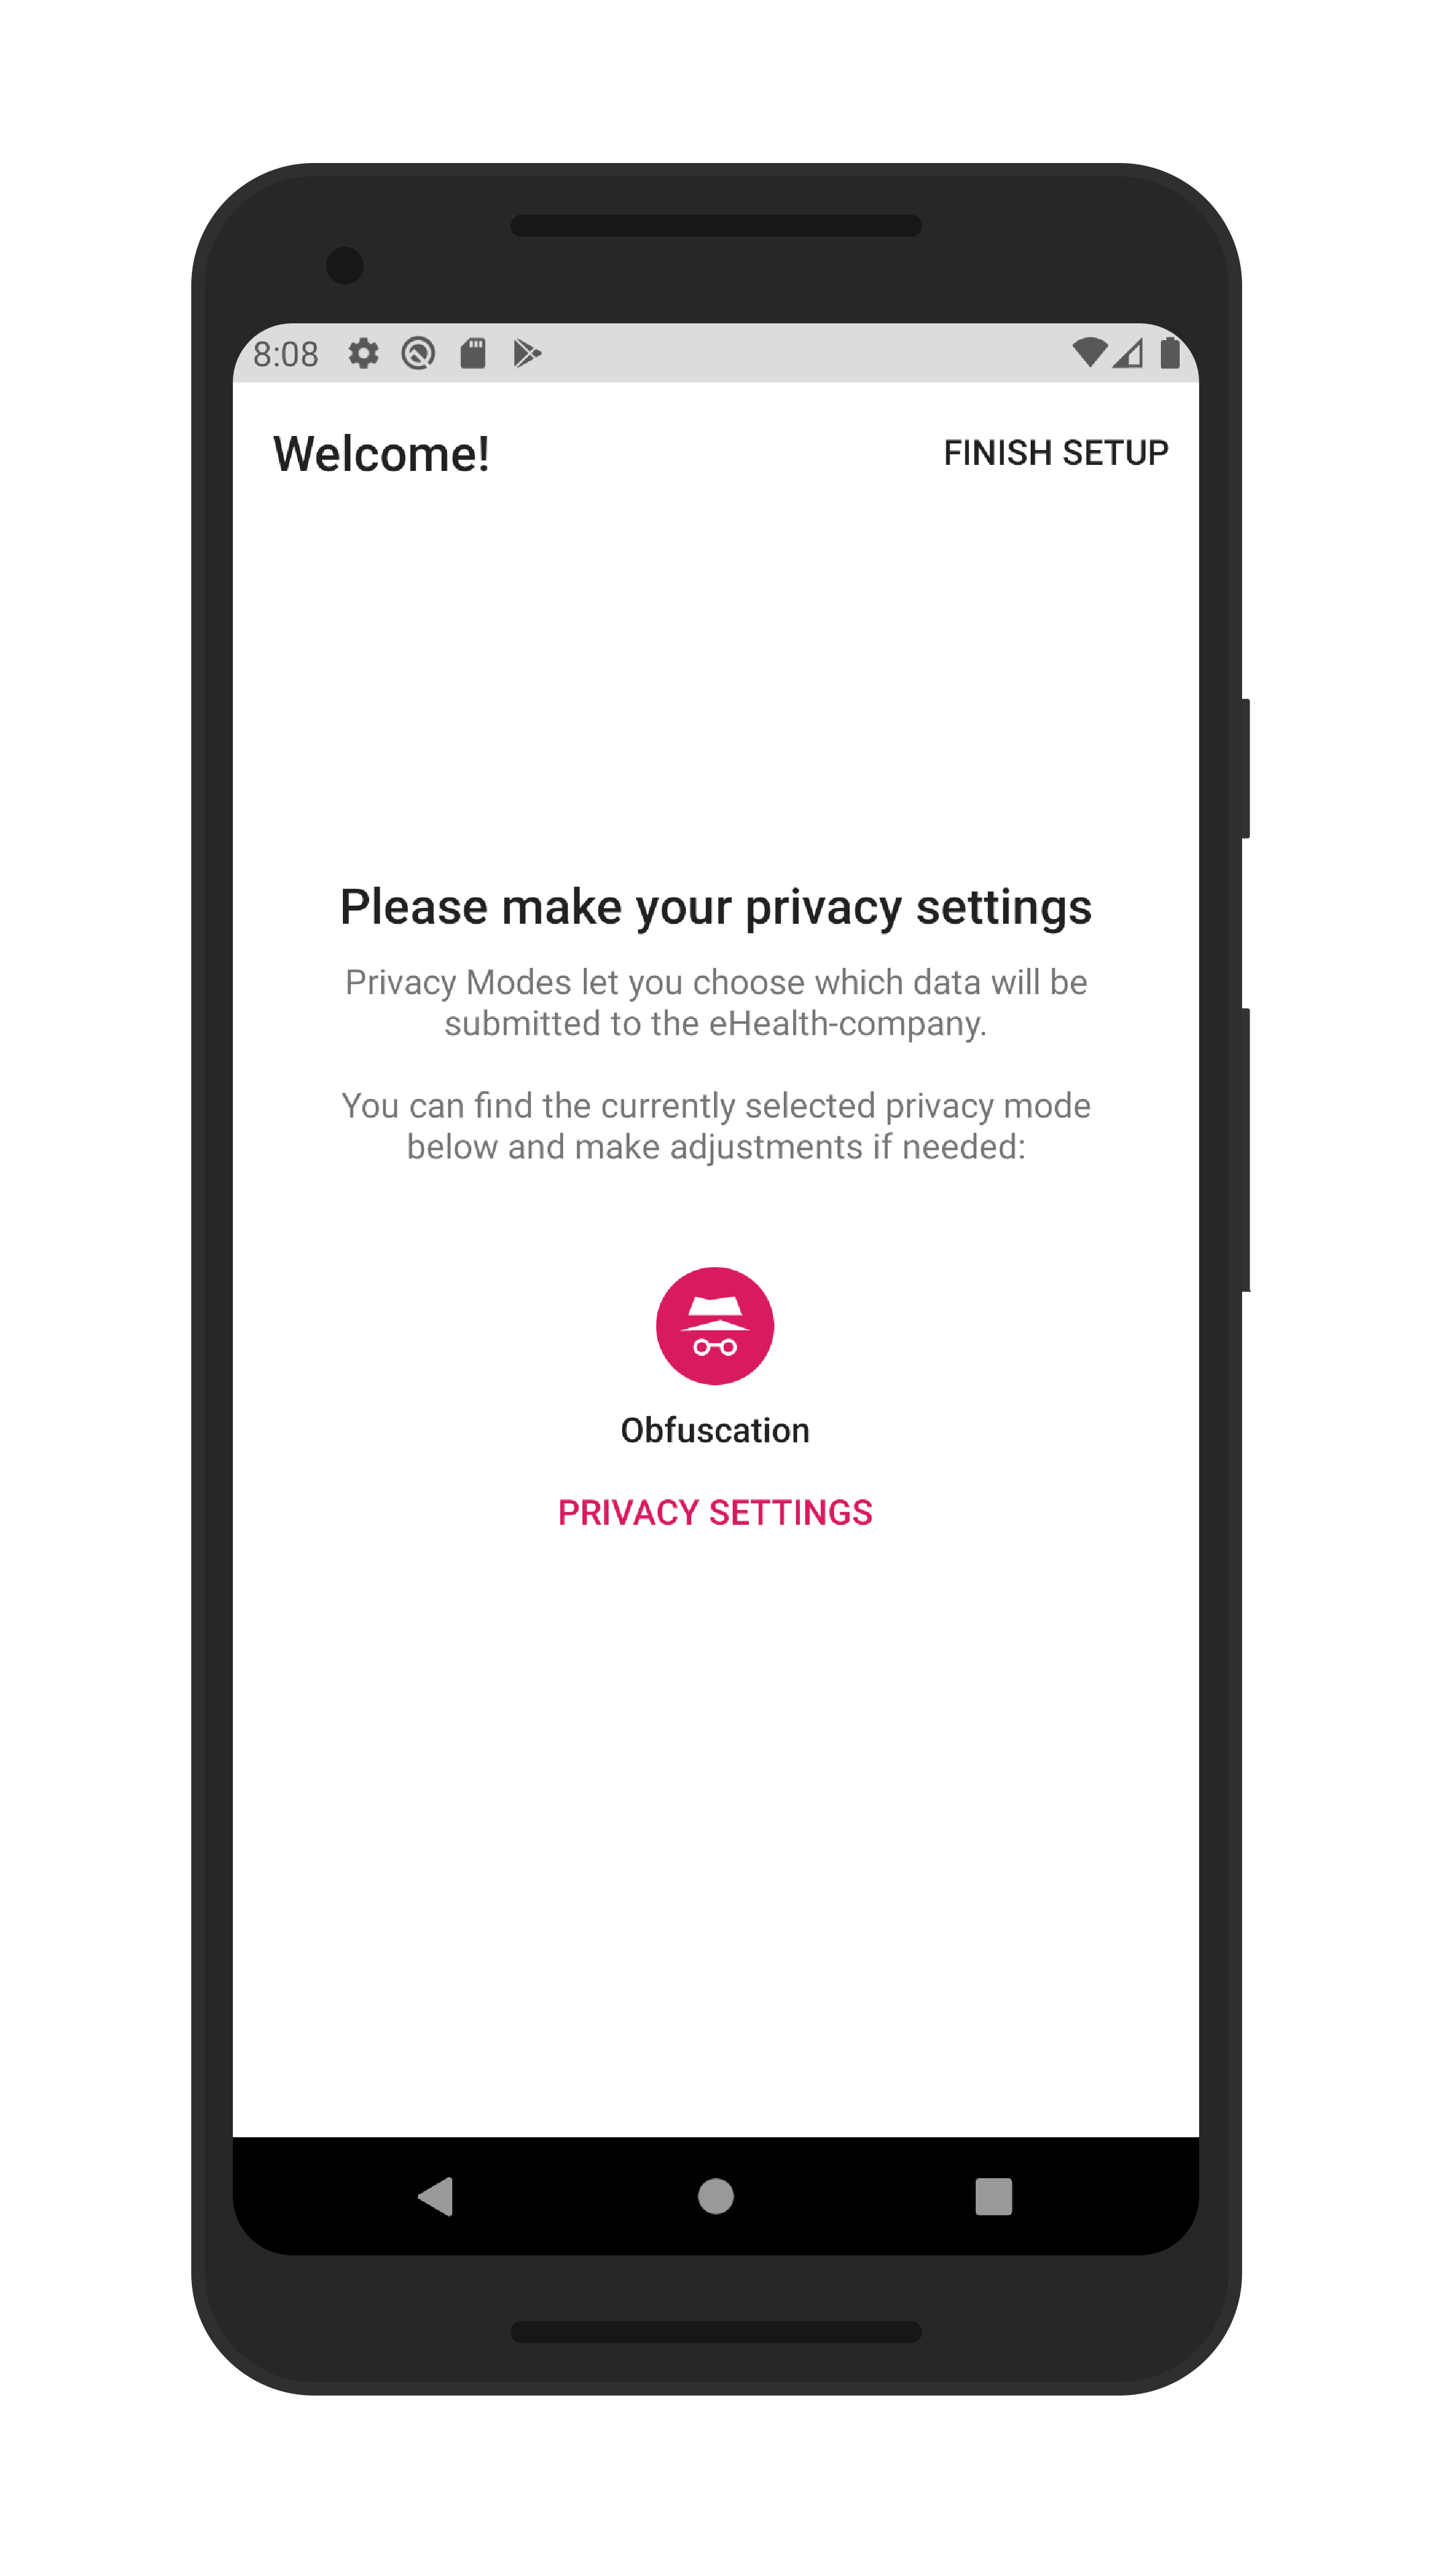 8:08
Welcome!
FINISH SETUP
Please make your privacy settings
Privacy Modes let you choose which data will be
submitted to the eHealth-company.
You can find the currently selected privacy mode
below and make adjustments if needed:
Obfuscation
PRIVACY SETTINGS